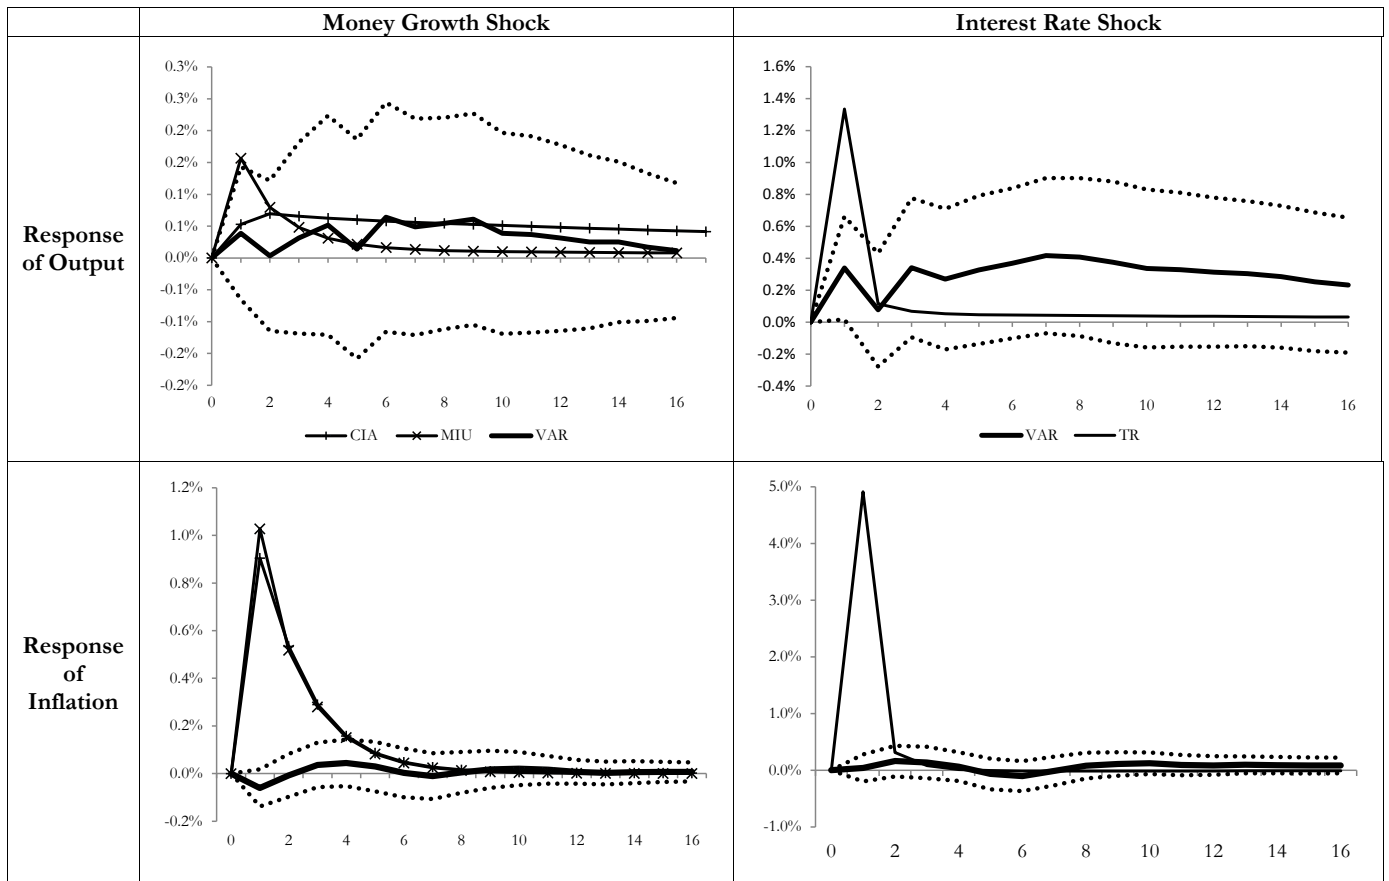 Money Growth Shock
Interest Rate Shock
Response
of Output
0.3%
0.3%
0.2%
0.2%
0.1%
0.1%
0.0%
-0.1%
-0.1%
-0.2%
-0.2%
0 2 4 6 8 10 12 14 16
CIA MIU VAR
1.6%
1.4%
1.2%
1.0%
0.8%
0.6%
0.4%
0.2%
0.0%
-0.2%
-0.4%
0 2 4 6 8 10 12 14 16
VAR TR
Response
of
Inflation
1.2%
1.0%
0.8%
0.6%
0.4%
0.2%
0.0%
-0.2%
0 2 4 6 8 10 12 14 16
5.0%
4.0%
3.0%
2.0%
1.0%
0.0%
-1.0%
0 2 4 6 8 10 12 14 16